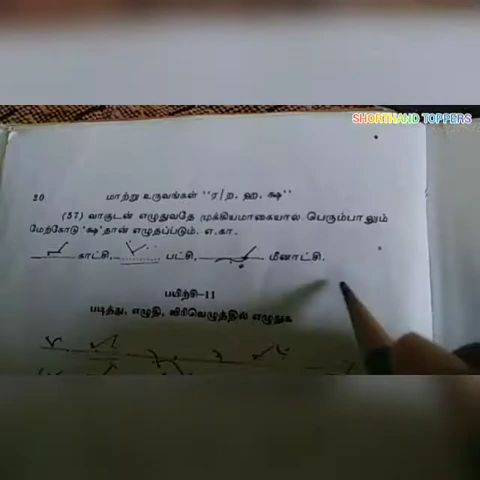 SHORTHAND TOPPERS
30 மாற்று உருவங்கள் "ர/ற, ஹ, க்ஷ"
(57) வாகுடன் எழுதுவதே முக்கியமாகையால் பெரும்பாலும்
மேற்கோடு 'க்ஷ'தான் எழுதப்படும். எ.கா.
காட்சி, பட்சி, மீனாட்சி.
பயிற்சி-11
படித்து, எழுதி, விரிவெழுத்தில் எழுதுக